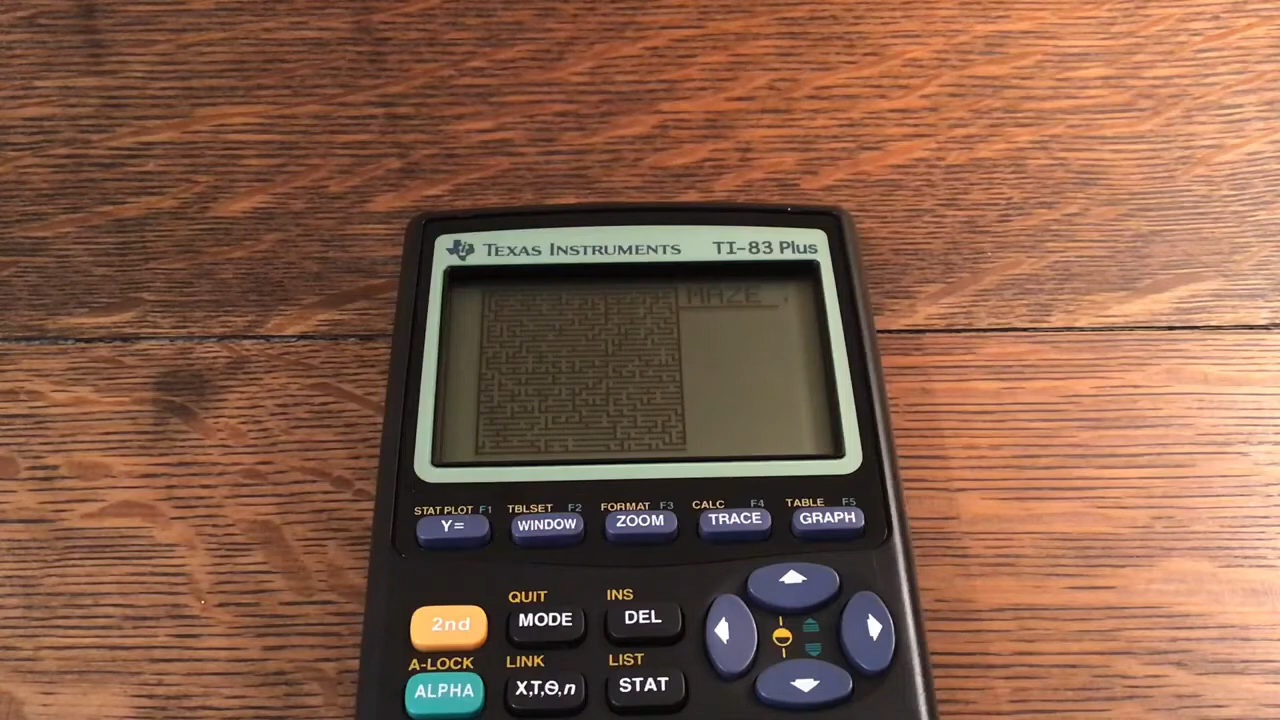 TEXAS INSTRUMENTS TI-83 Plus
MAZE
STAT PLOT F1 TBLSET F2 FORMAT F3 CALC F4 TABLE F5
Y= WINDOW ZOOM TRACE GRAPH
QUIT INS
2nd MODE DEL
A-LOCK LINK LIST
ALPHA X,T,Θ,n STAT